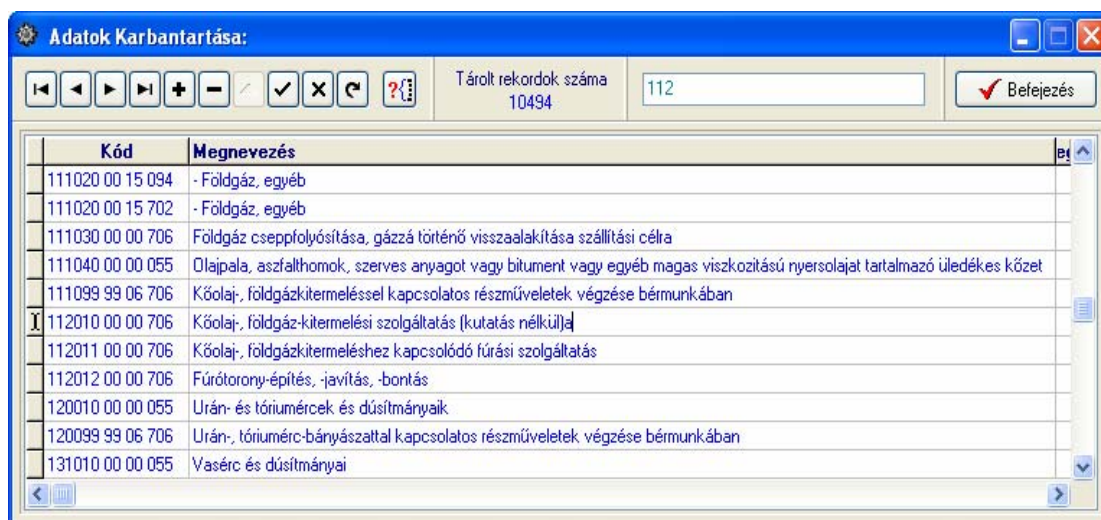 Adatok Karbantartása:
Tárolt rekordok száma
10494
112
Befejezés
Kód Megnevezés eg
111020 00 15 094 - Földgáz, egyéb
111020 00 15 702 - Földgáz, egyéb
111030 00 00 706 Földgáz cseppfolyósítása, gázzá történő visszaalakítása szállítási célra
111040 00 00 055 Olajpala, aszfalthomok, szerves anyagot vagy bitument vagy egyéb magas viszkozitású nyersolajat tartalmazó üledékes kőzet
111099 99 06 706 Kőolaj-, földgázkitermeléssel kapcsolatos részműveletek végzése bérmunkában
112010 00 00 706 Kőolaj-, földgáz-kitermelési szolgáltatás (kutatás nélkül)a
112011 00 00 706 Kőolaj-, földgázkitermeléshez kapcsolódó fúrási szolgáltatás
112012 00 00 706 Fúrótorony-építés, -javítás, -bontás
120010 00 00 055 Urán- és tóriumércek és dúsítmányaik
120099 99 06 706 Urán-, tóriumérc-bányászattal kapcsolatos részműveletek végzése bérmunkában
131010 00 00 055 Vasérc és dúsítmányai